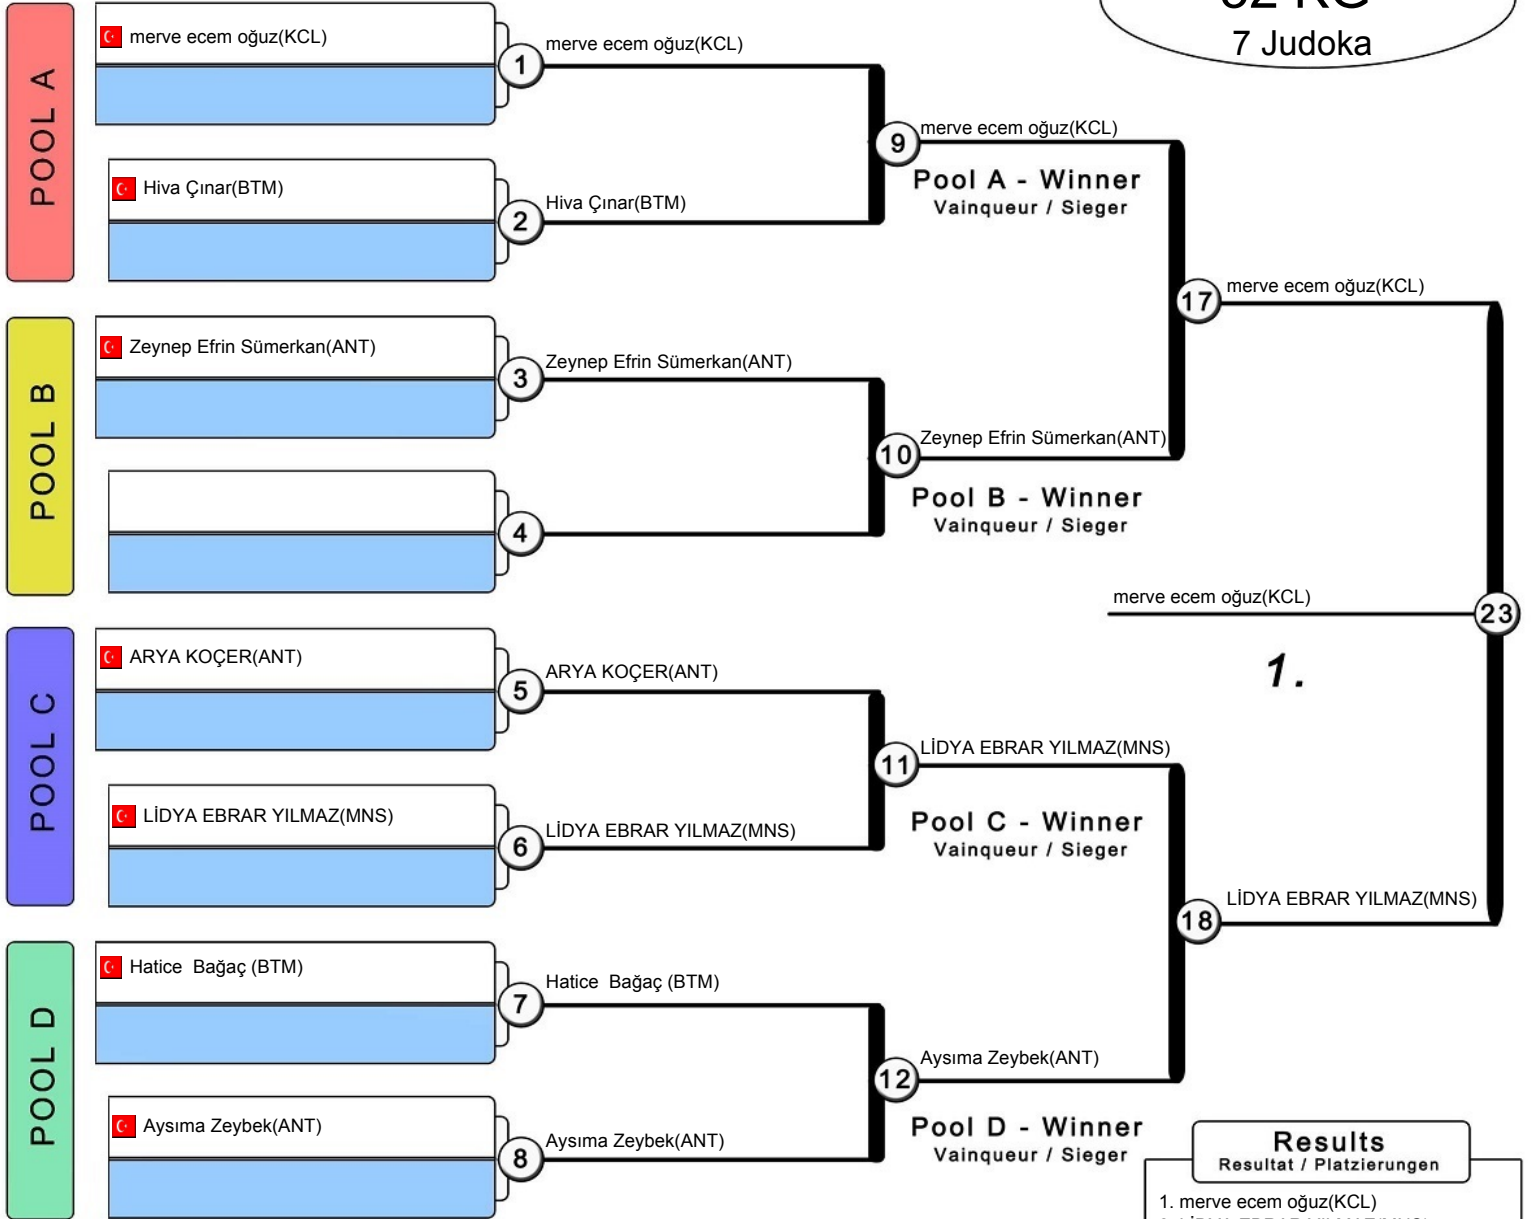 7 Judoka
POOL A
merve ecem oğuz(KCL)
1
merve ecem oğuz(KCL)
Hiva Çınar(BTM)
2
Hiva Çınar(BTM)
9
merve ecem oğuz(KCL)
Pool A - Winner
Vainqueur / Sieger
POOL B
Zeynep Efrin Sümerkan(ANT)
3
Zeynep Efrin Sümerkan(ANT)
4
10
Zeynep Efrin Sümerkan(ANT)
Pool B - Winner
Vainqueur / Sieger
17
merve ecem oğuz(KCL)
merve ecem oğuz(KCL)
23
1.
POOL C
ARYA KOÇER(ANT)
5
ARYA KOÇER(ANT)
LİDYA EBRAR YILMAZ(MNS)
6
LİDYA EBRAR YILMAZ(MNS)
11
LİDYA EBRAR YILMAZ(MNS)
Pool C - Winner
Vainqueur / Sieger
18
LİDYA EBRAR YILMAZ(MNS)
POOL D
Hatice  Bağaç (BTM)
7
Hatice  Bağaç (BTM)
Aysıma Zeybek(ANT)
8
Aysıma Zeybek(ANT)
12
Aysıma Zeybek(ANT)
Pool D - Winner
Vainqueur / Sieger
Results
Resultat / Platzierungen
1. merve ecem oğuz(KCL)